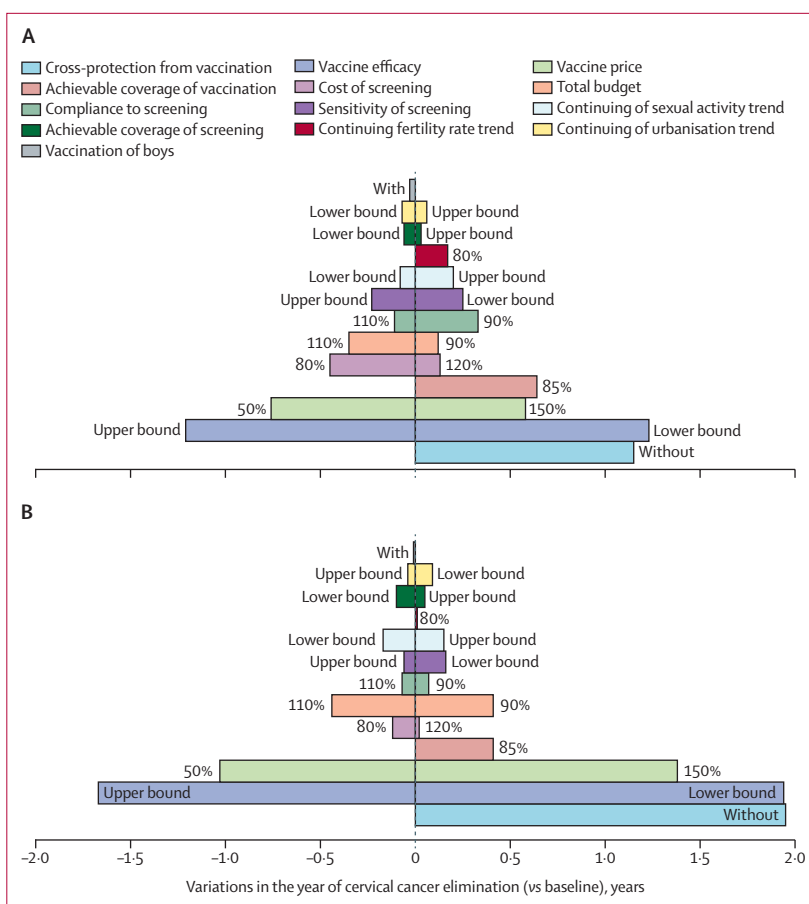 A
Cross-protection from vaccination
Vaccine efficacy
Vaccine price
Achievable coverage of vaccination
Cost of screening
Total budget
Compliance to screening
Sensitivity of screening
Continuing of sexual activity trend
Achievable coverage of screening
Continuing fertility rate trend
Continuing of urbanisation trend
Vaccination of boys
With
Lower bound Upper bound
Lower bound Upper bound
80%
Lower bound Upper bound
Upper bound Lower bound
110% 90%
110% 90%
80% 120%
85%
50% 150%
Upper bound Lower bound
Without
–2 –1 0 1 2
B
With
Upper bound Lower bound
Lower bound Upper bound
80%
Lower bound Upper bound
Upper bound Lower bound
110% 90%
110% 90%
80% 120%
85%
50% 150%
Upper bound Lower bound
Without
–2·0 –1·5 –1·0 –0·5 0 0·5 1·0 1·5 2·0
Variations in the year of cervical cancer elimination (vs baseline), years